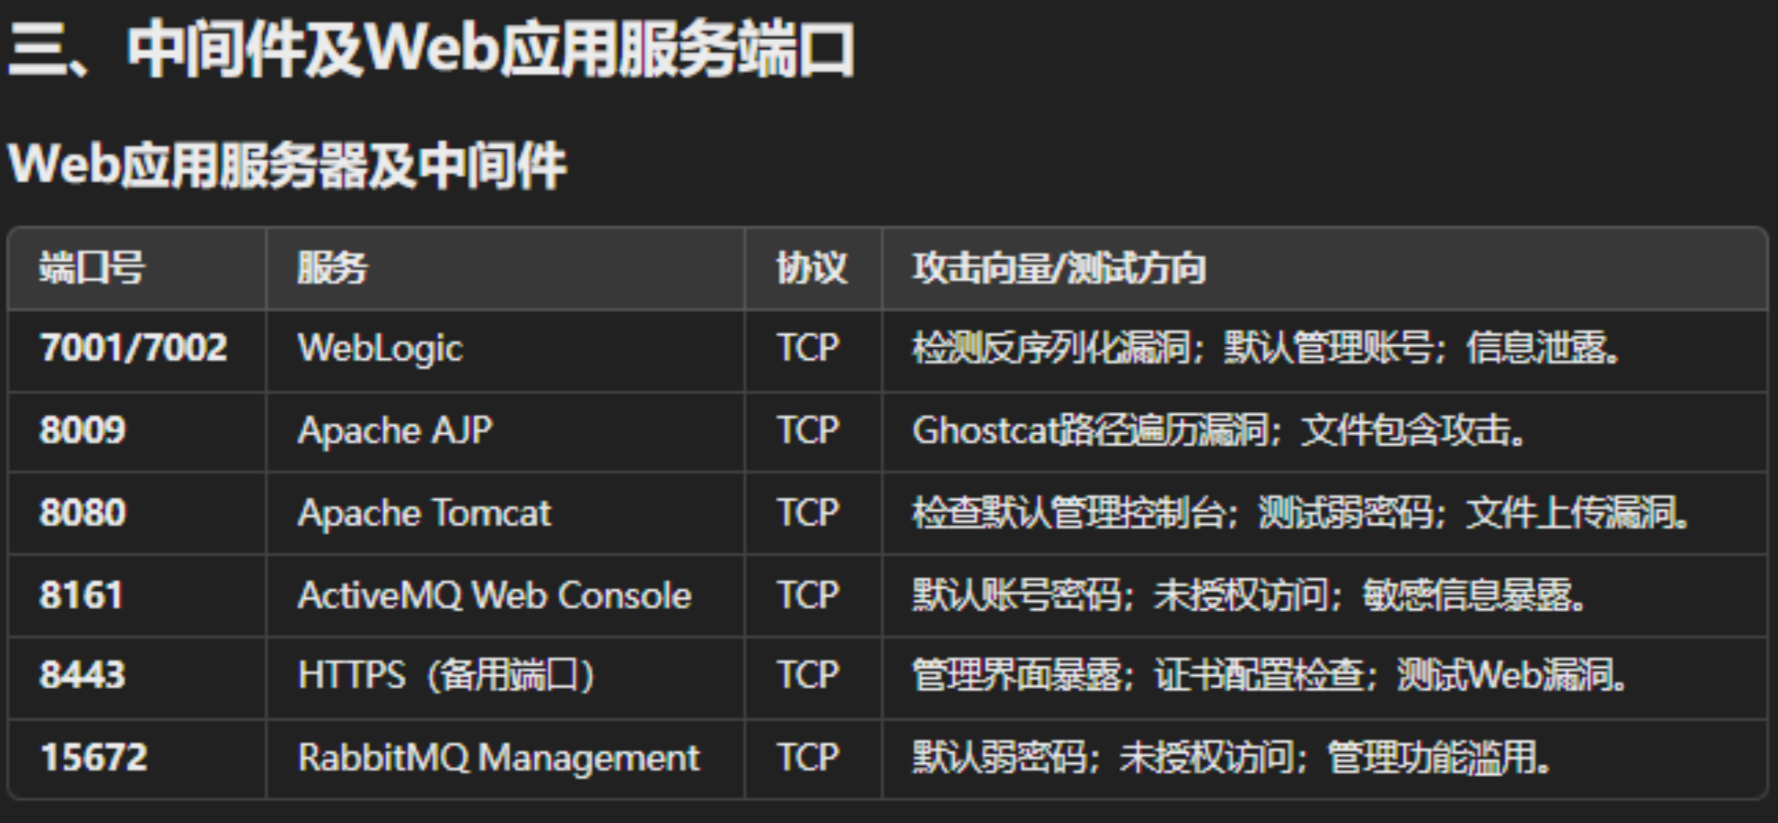 三、中间件及Web应用服务端口
Web应用服务器及中间件
端口号 服务 协议 攻击向量/测试方向
7001/7002 WebLogic TCP 检测反序列化漏洞；默认管理账号；信息泄露。
8009 Apache AJP TCP Ghostcat路径遍历漏洞；文件包含攻击。
8080 Apache Tomcat TCP 检查默认管理控制台；测试弱密码；文件上传漏洞。
8161 ActiveMQ Web Console TCP 默认账号密码；未授权访问；敏感信息暴露。
8443 HTTPS（备用端口） TCP 管理界面暴露；证书配置检查；测试Web漏洞。
15672 RabbitMQ Management TCP 默认弱密码；未授权访问；管理功能滥用。